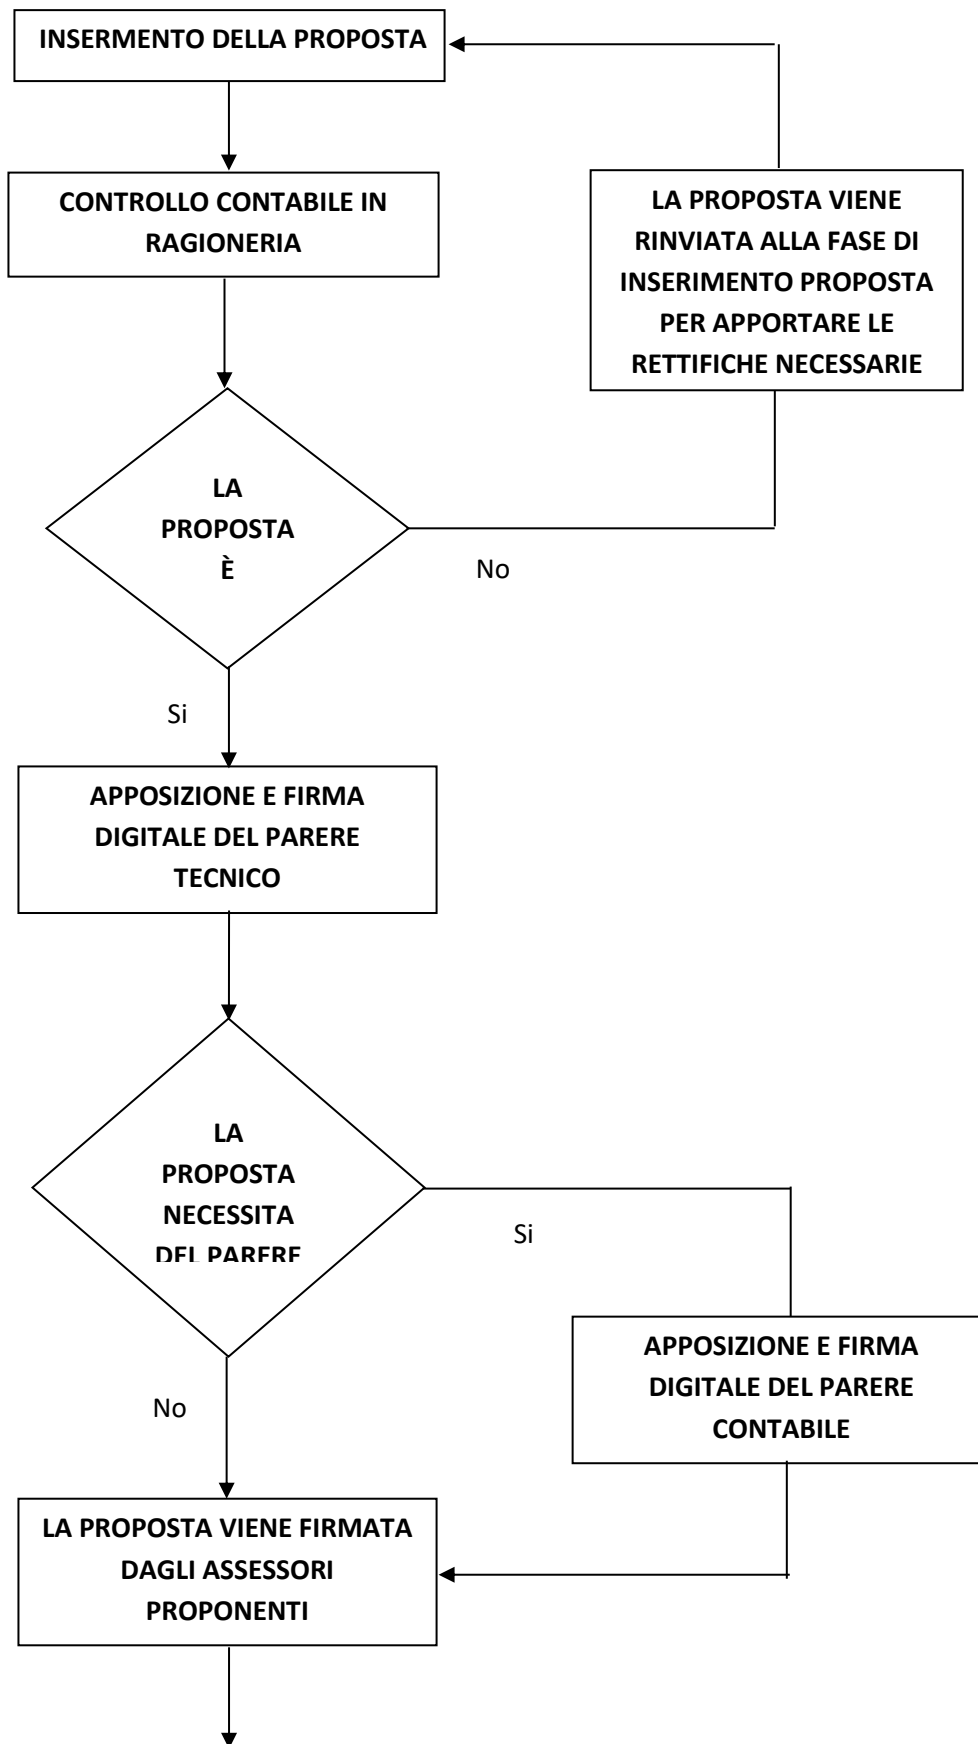 INSERMENTO DELLA PROPOSTA
CONTROLLO CONTABILE IN
RAGIONERIA
LA PROPOSTA VIENE
RINVIATA ALLA FASE DI
INSERIMENTO PROPOSTA
PER APPORTARE LE
RETTIFICHE NECESSARIE
LA
PROPOSTA
È
No
Si
APPOSIZIONE E FIRMA
DIGITALE DEL PARERE
TECNICO
LA
PROPOSTA
NECESSITA
DEL PARERE
Si
No
APPOSIZIONE E FIRMA
DIGITALE DEL PARERE
CONTABILE
LA PROPOSTA VIENE FIRMATA
DAGLI ASSESSORI
PROPONENTI